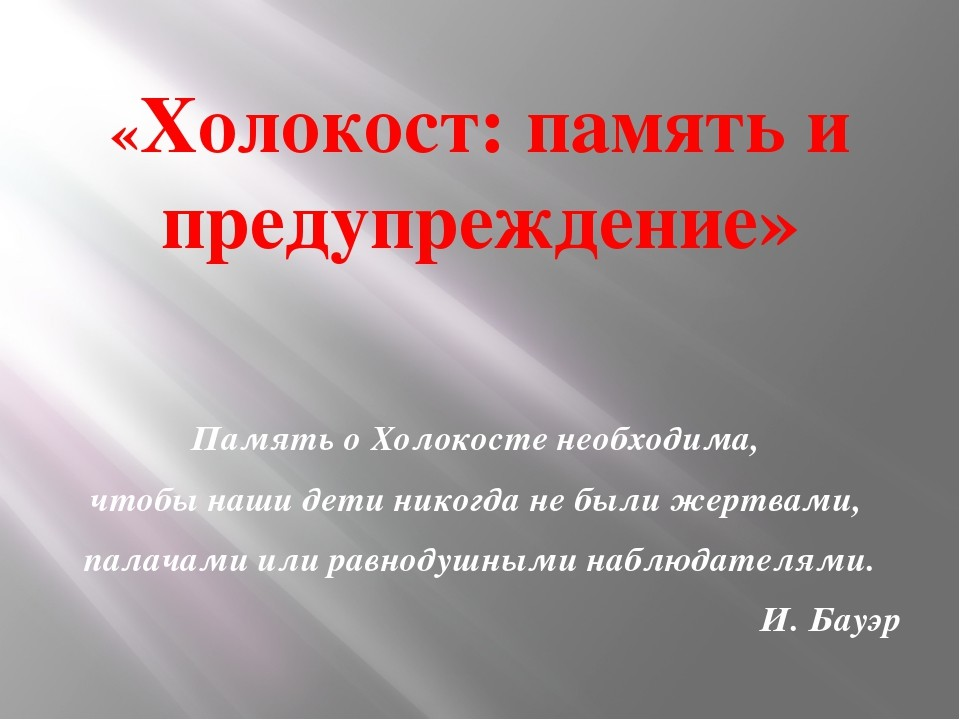 «Холокост: память и
предупреждение»
Память о Холокосте необходима,
чтобы наши дети никогда не были жертвами,
палачами или равнодушными наблюдателями.
И. Бауэр